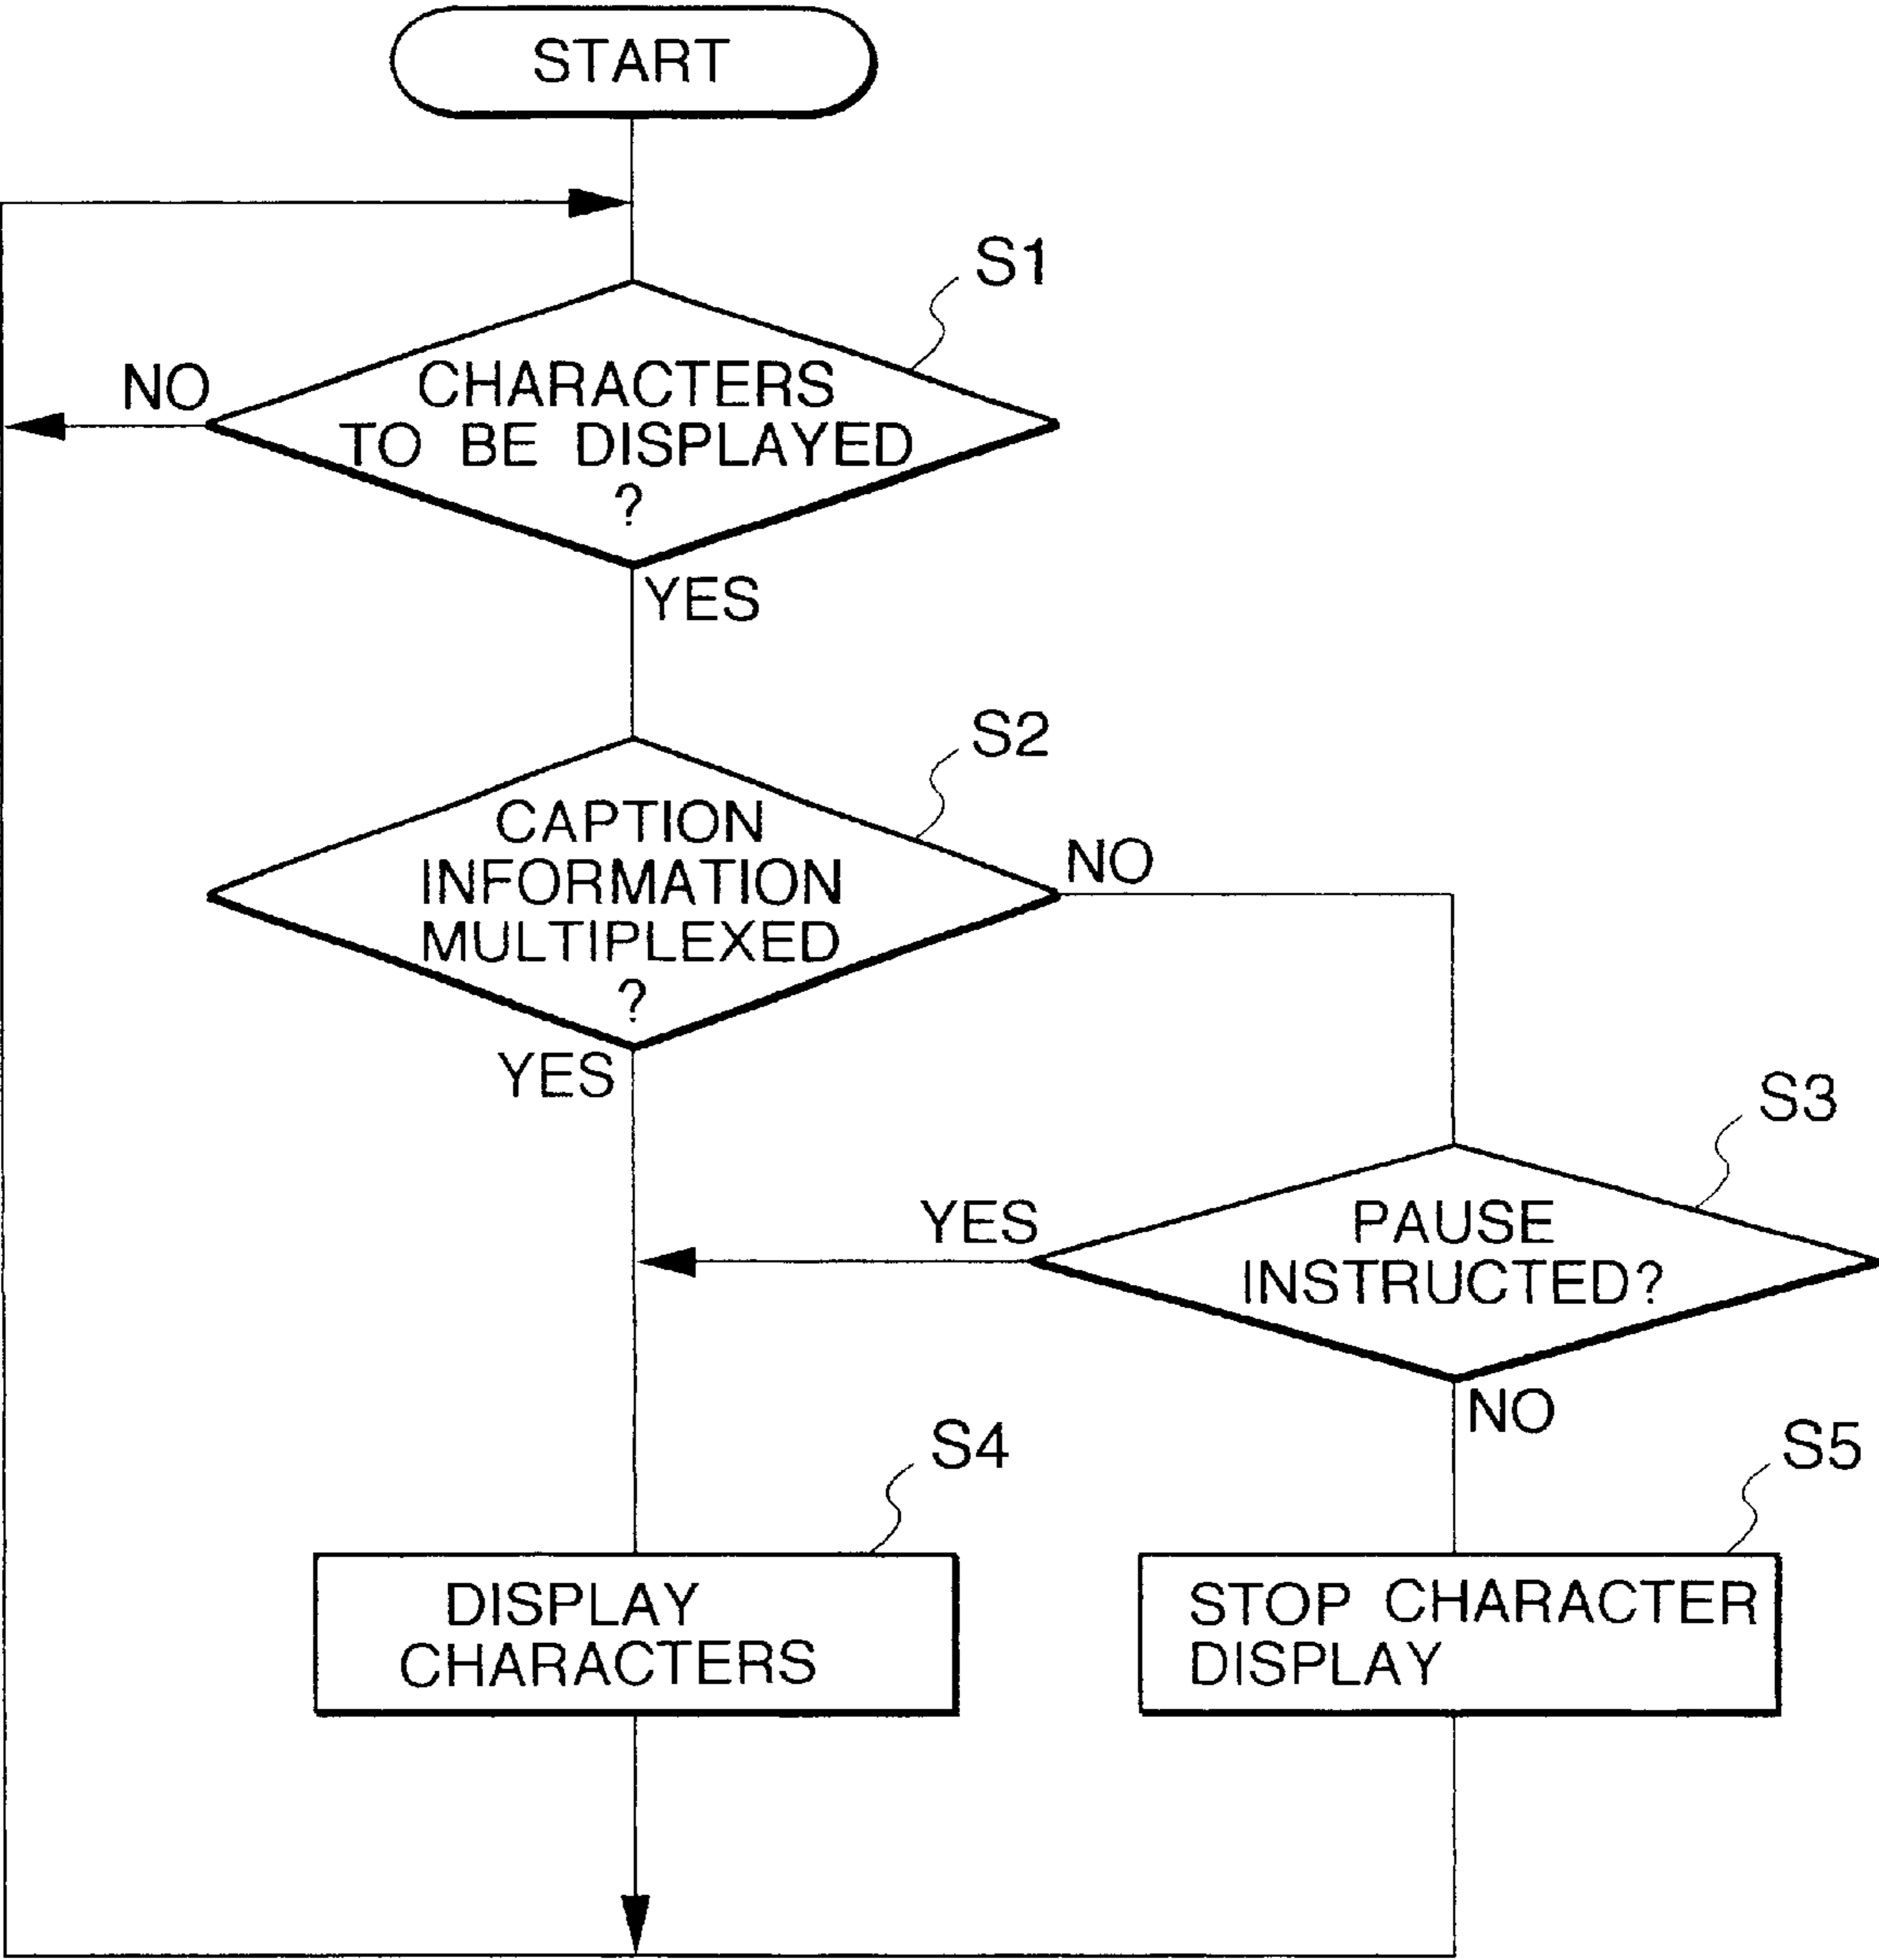 START
S1
NO
CHARACTERS
TO BE DISPLAYED
?
YES
S2
CAPTION
INFORMATION
MULTIPLEXED
?
NO
YES
S3
YES
PAUSE
INSTRUCTED?
NO
S4
S5
DISPLAY
CHARACTERS
STOP CHARACTER
DISPLAY